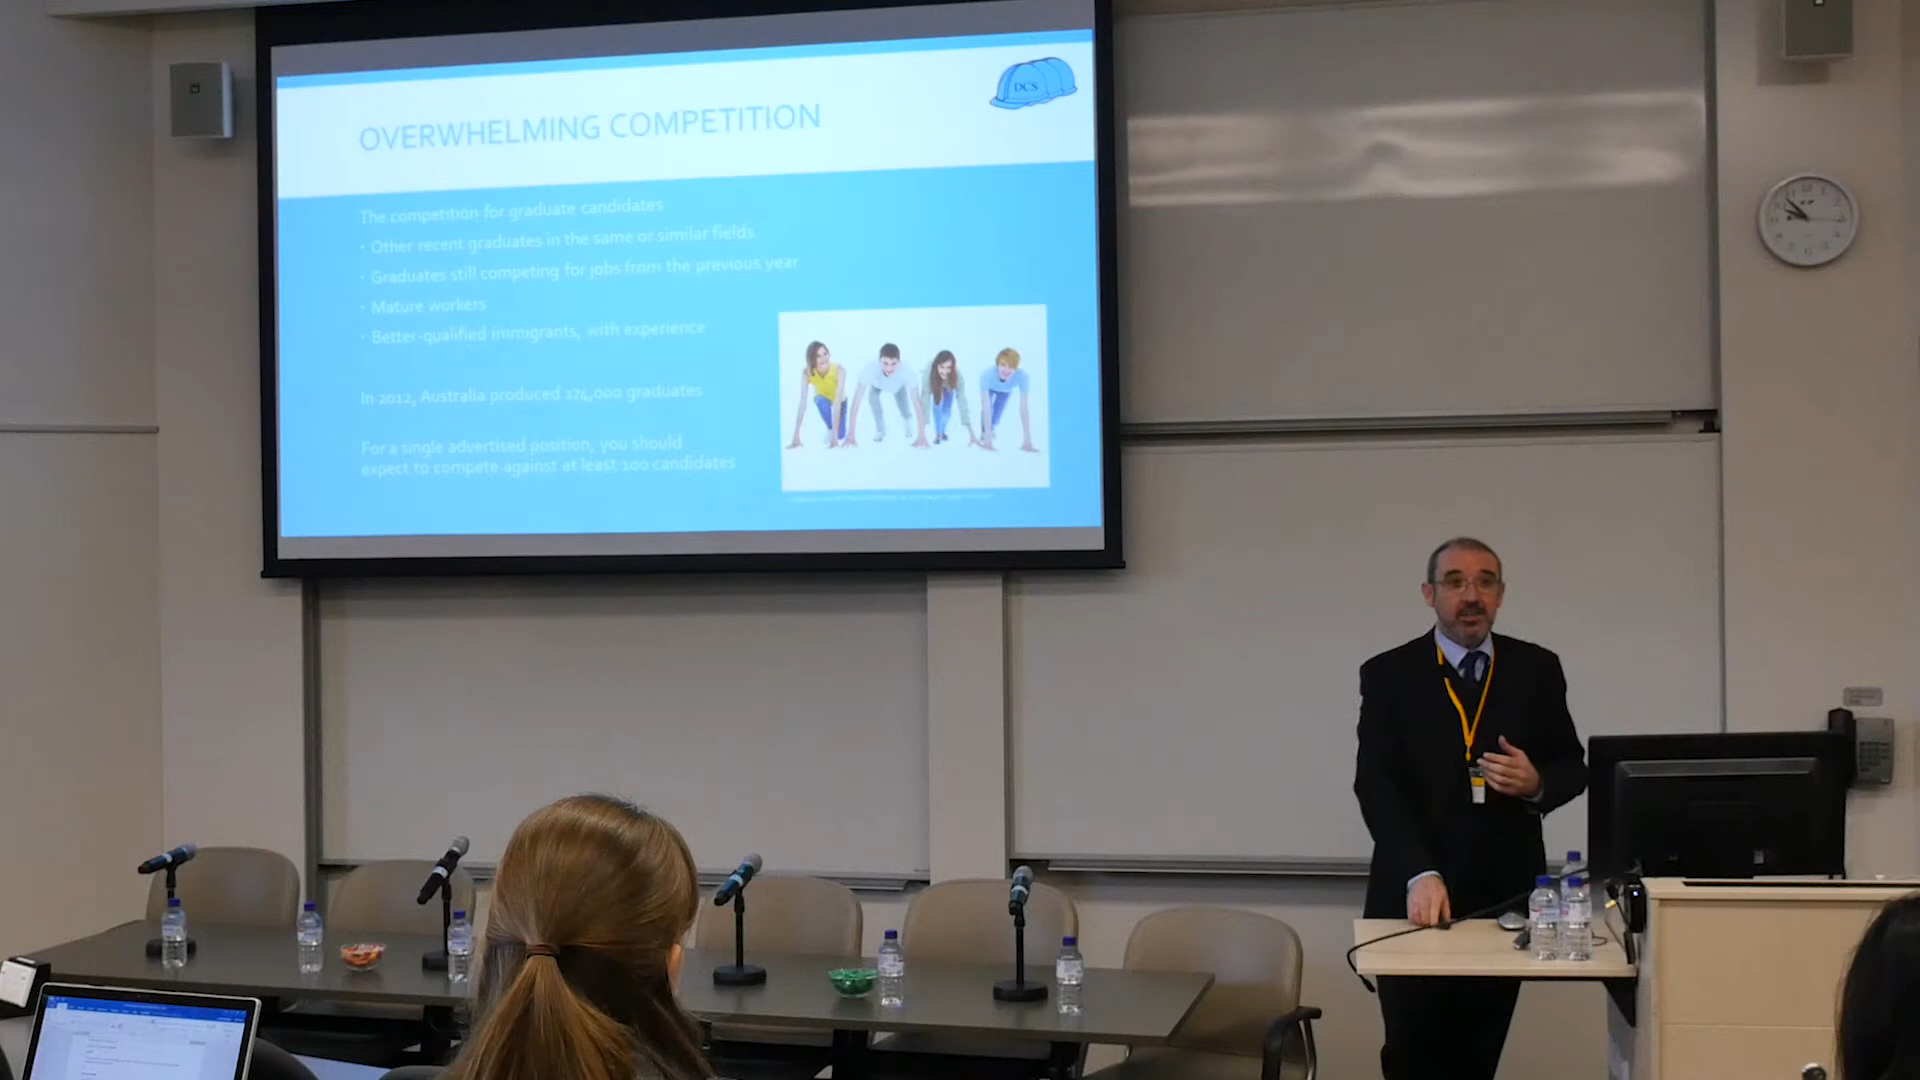 DCS
OVERWHELMING COMPETITION
The competition for graduate candidates
· Other recent graduates in the same or similar fields
· Graduates still competing for jobs from the previous year
· Mature workers
· Better-qualified immigrants, with experience
In 2012, Australia produced 174,000 graduates
For a single advertised position, you should
expect to compete against at least 100 candidates